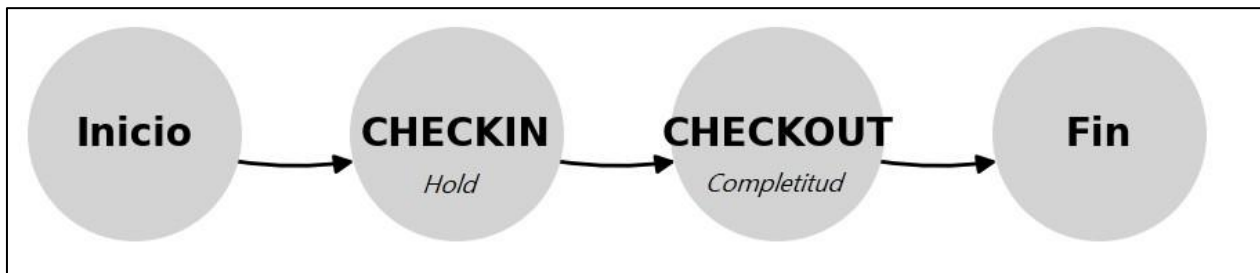 Inicio
CHECKIN
Hold
CHECKOUT
Completitud
Fin